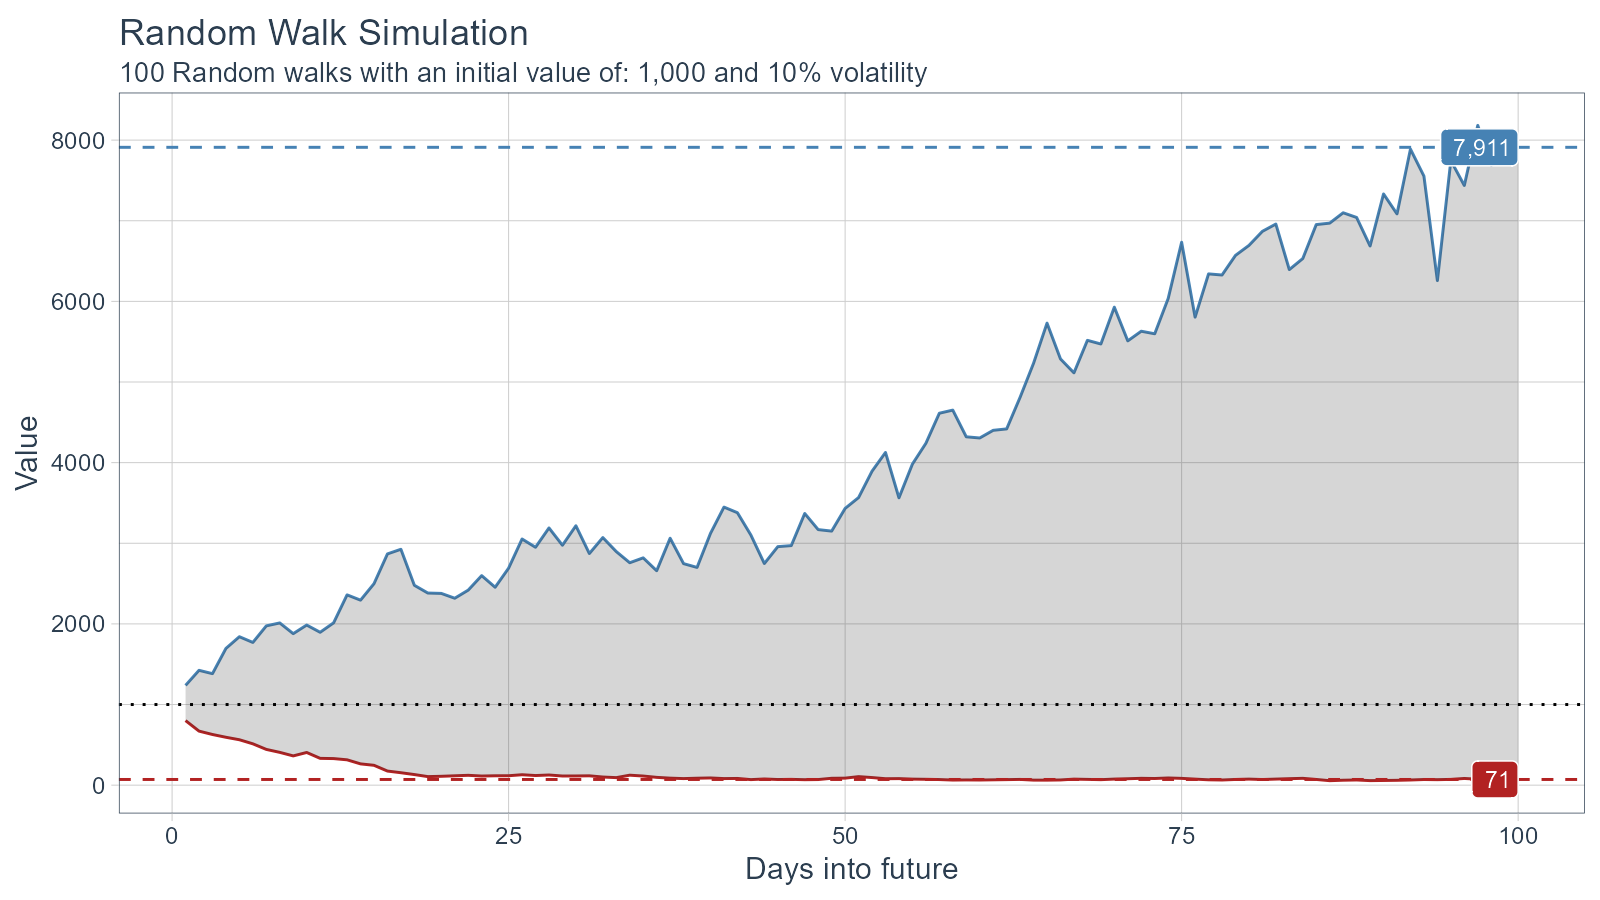 Random Walk Simulation
100 Random walks with an initial value of: 1,000 and 10% volatility
8000
7,911
6000
Value
4000
2000
0
71
0 25 50 75 100
Days into future